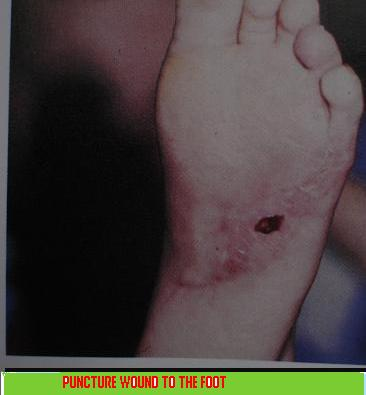 PUNCTURE WOUND TO THE FOOT